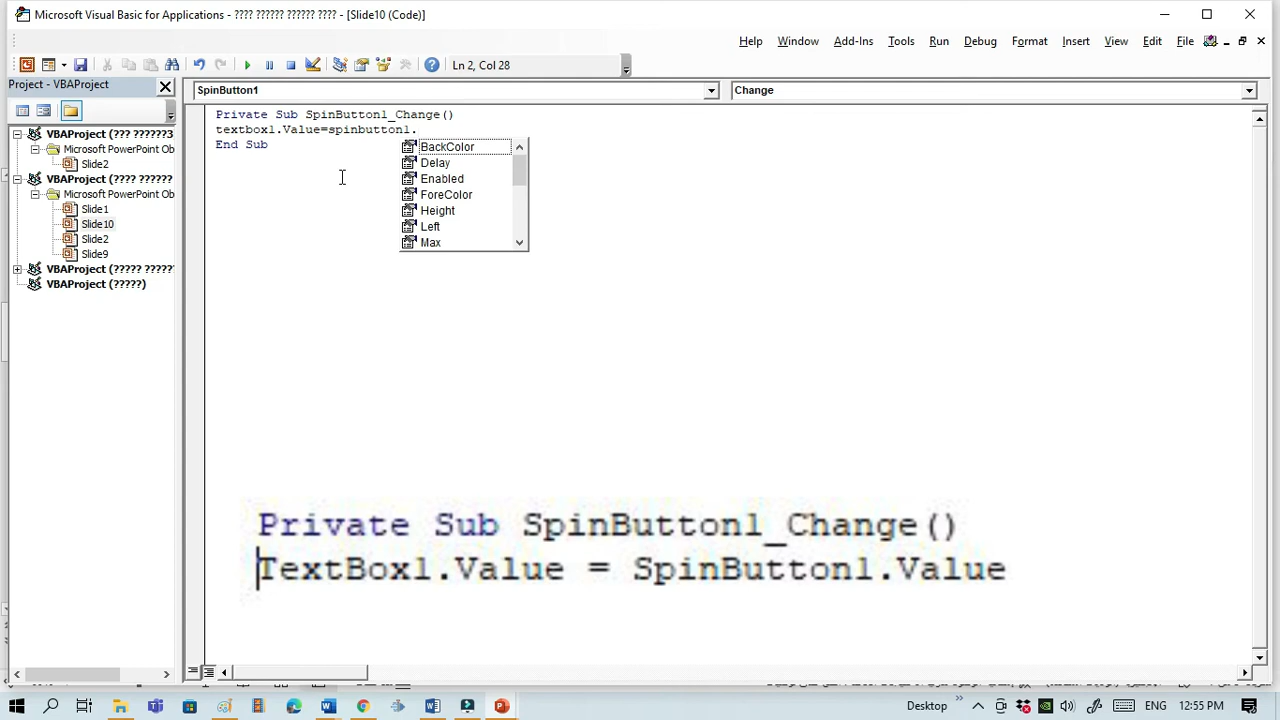 Microsoft Visual Basic for Applications - ???? ?????? ?????? ???? - [Slide10 (Code)]
Help Window Add-Ins Tools Run Debug Format Insert View Edit File
Ln 2, Col 28
Project - VBAProject
SpinButton1
Change
VBAProject (??? ??????3
Microsoft PowerPoint Ob
Slide2
VBAProject (???? ??????
Microsoft PowerPoint Ob
Slide1
Slide10
Slide2
Slide9
VBAProject (????? ??????
VBAProject (?????)
Private Sub SpinButton1_Change()
textbox1.Value=spinbutton1.
End Sub
BackColor
Delay
Enabled
ForeColor
Height
Left
Max
Private Sub SpinButton1_Change()
TextBox1.Value = SpinButton1.Value
Desktop
ENG
12:55 PM